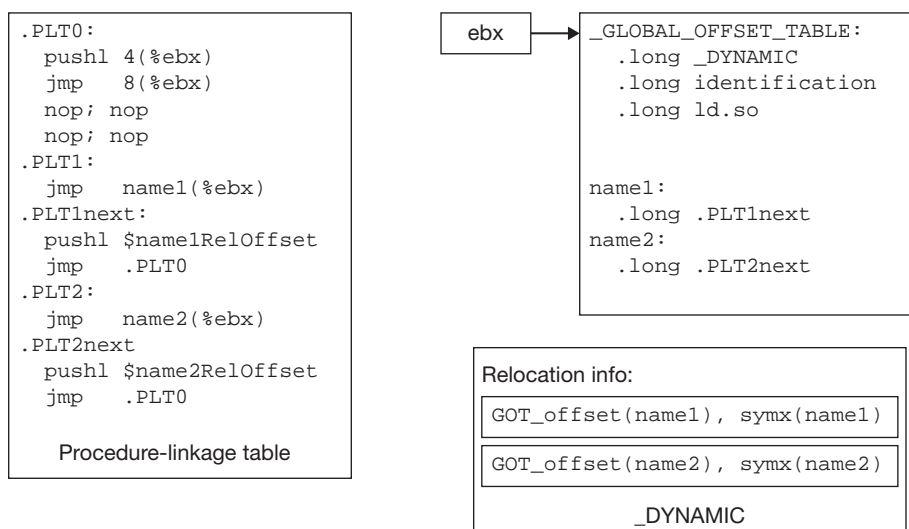 .PLT0:
pushl 4(%ebx)
jmp 8(%ebx)
nop; nop
nop; nop
.PLT1:
jmp name1(%ebx)
.PLT1next:
pushl $name1RelOffset
jmp .PLT0
.PLT2:
jmp name2(%ebx)
.PLT2next
pushl $name2RelOffset
jmp .PLT0
Procedure-linkage table
ebx
_GLOBAL_OFFSET_TABLE:
.long _DYNAMIC
.long identification
.long ld.so
name1:
.long .PLT1next
name2:
.long .PLT2next
Relocation info:
GOT_offset(name1), symx(name1)
GOT_offset(name2), symx(name2)
_DYNAMIC